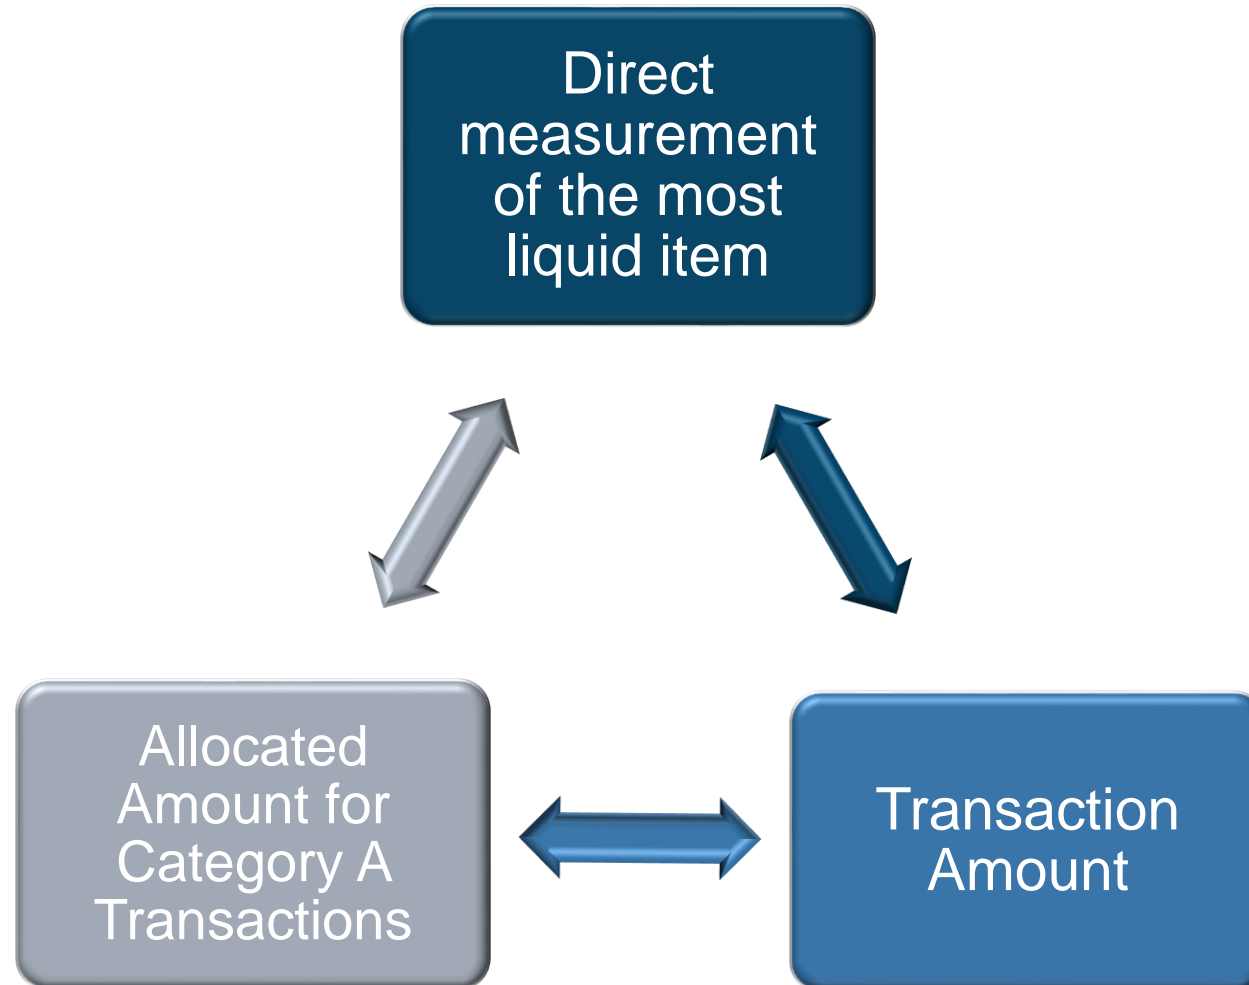 Direct
measurement
of the most
liquid item
Allocated
Amount for
Category A
Transactions
Transaction
Amount